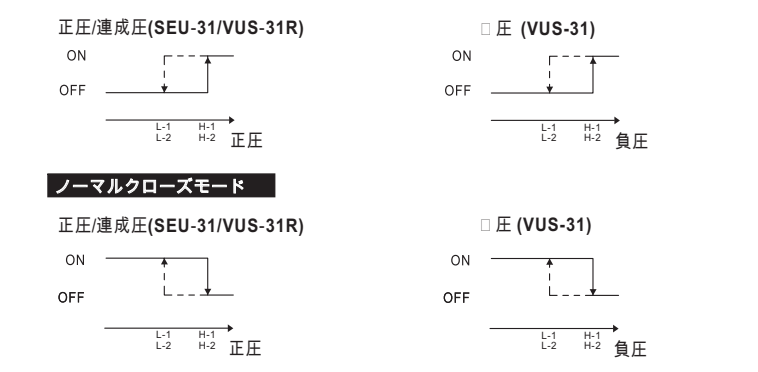 正圧/連成圧(SEU-31/VUS-31R)
□圧 (VUS-31)
ON
OFF
L-1 H-1
L-2 H-2
正圧
ON
OFF
L-1 H-1
L-2 H-2
負圧
ノーマルクローズモード
正圧/連成圧(SEU-31/VUS-31R)
□圧 (VUS-31)
ON
OFF
L-1 H-1
L-2 H-2
正圧
ON
OFF
L-1 H-1
L-2 H-2
負圧